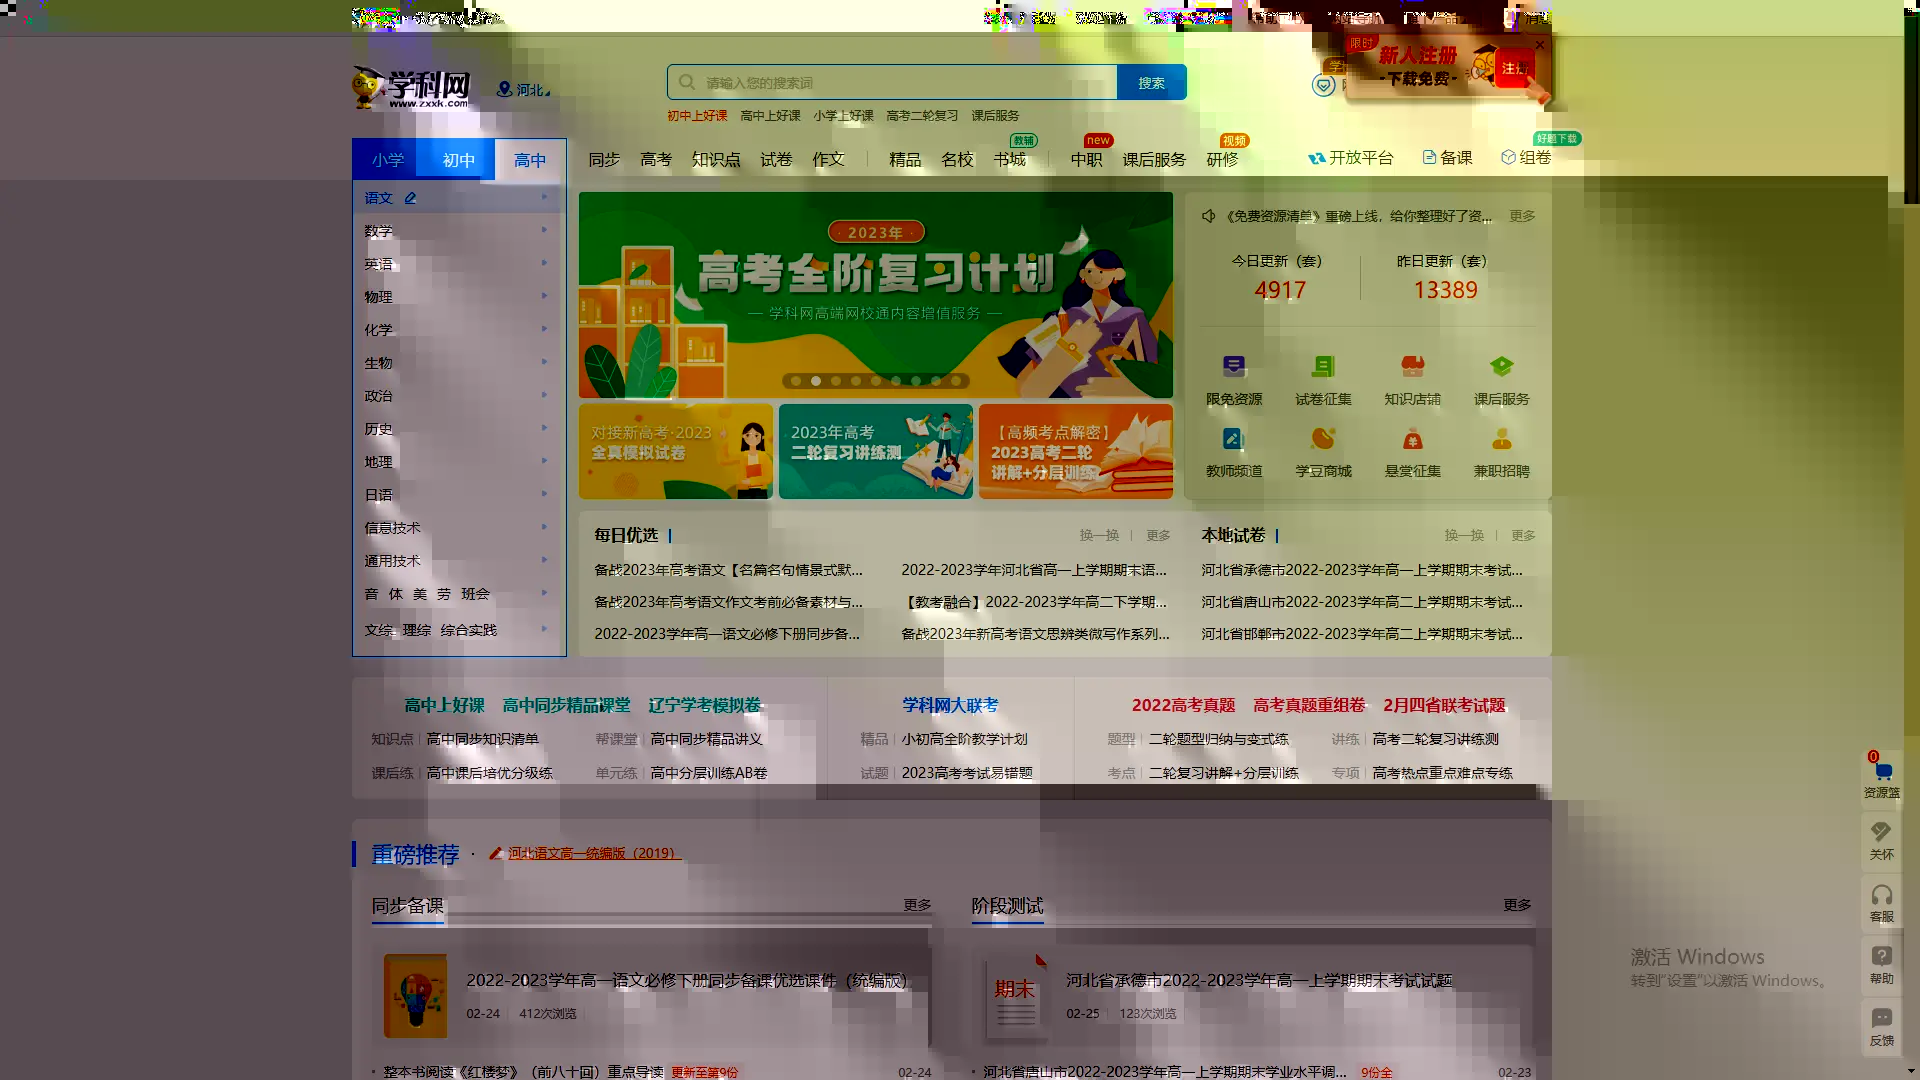 学科网
www.zxxk.com
河北
请输入您的搜索词
搜索
初中上好课 高中上好课 小学上好课 高考二轮复习 课后服务
限时
新人注册
下载免费
小学 初中 高中
同步 高考 知识点 试卷 作文 精品 名校 书城 教辅 中职 new 课后服务 研修 视频
开放平台 备课 组卷 好题下载
语文
数学
英语
物理
化学
生物
政治
历史
地理
日语
信息技术
通用技术
音 体 美 劳 班会
文综 理综 综合实践
· 2023年 ·
高考全阶复习计划
— 学科网高端网校通内容增值服务 —
对接新高考·2023
全真模拟试卷
2023年高考
二轮复习讲练测
【高频考点解密】
2023高考二轮
讲解+分层训练
《免费资源清单》重磅上线，给你整理好了资... 更多
今日更新（套） 昨日更新（套）
4917 13389
限免资源 试卷征集 知识店铺 课后服务
教师频道 学豆商城 悬赏征集 兼职招聘
每日优选 换一换 更多
备战2023年高考语文【名篇名句情景式默... 2022-2023学年河北省高一上学期期末语...
备战2023年高考语文作文考前必备素材与... 【教考融合】2022-2023学年高二下学期...
2022-2023学年高一语文必修下册同步备... 备战2023年新高考语文思辨类微写作系列...
本地试卷 换一换 更多
河北省承德市2022-2023学年高一上学期期末考试...
河北省唐山市2022-2023学年高二上学期期末考试...
河北省邯郸市2022-2023学年高二上学期期末考试...
高中上好课 高中同步精品课堂 辽宁学考模拟卷
知识点 高中同步知识清单 帮课堂 高中同步精品讲义
课后练 高中课后培优分级练 单元练 高中分层训练AB卷
学科网大联考
精品 小初高全阶教学计划
试题 2023高考考试易错题
2022高考真题 高考真题重组卷 2月四省联考试题
题型 二轮题型归纳与变式练 讲练 高考二轮复习讲练测
考点 二轮复习讲解+分层训练 专项 高考热点重点难点专练
重磅推荐 · 河北语文高一统编版（2019）
同步备课 更多
2022-2023学年高一语文必修下册同步备课优选课件（统编版）
02-24 412次浏览
· 整本书阅读《红楼梦》（前八十回）重点导读 更新至第9份 02-24
阶段测试 更多
期末
河北省承德市2022-2023学年高一上学期期末考试试题
02-25 123次浏览
· 河北省唐山市2022-2023学年高一上学期期末学业水平调... 9份全 02-23
0
资源篮
关怀
客服
帮助
反馈
激活 Windows
转到“设置”以激活 Windows。